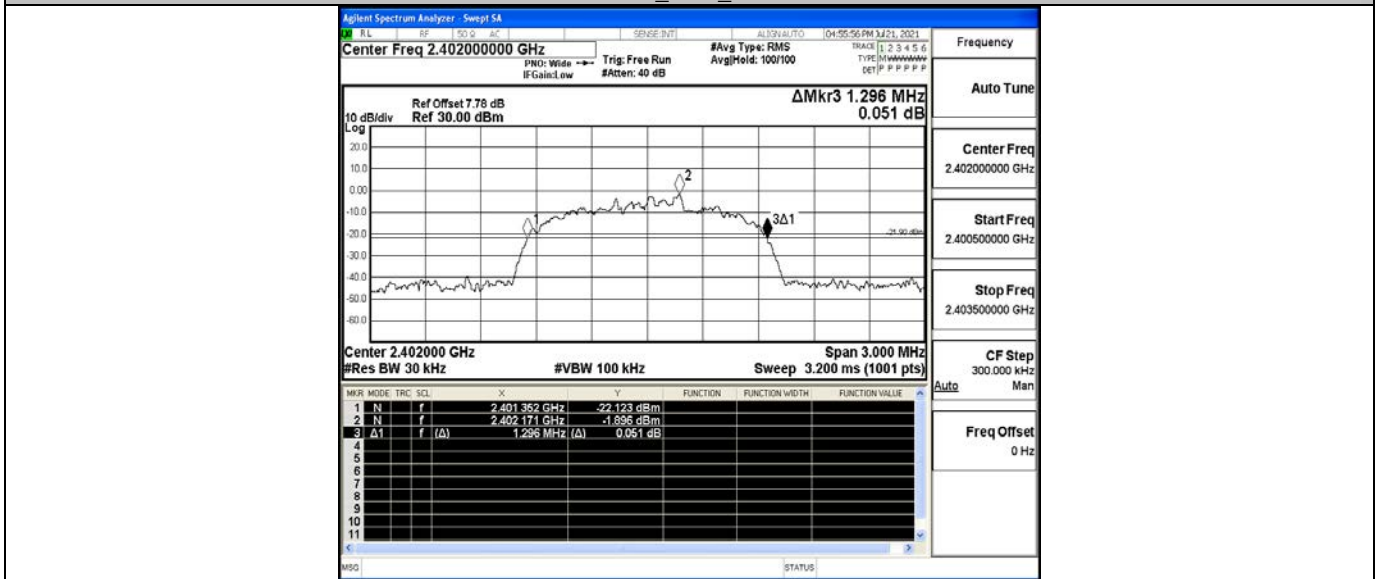 Agilent Spectrum Analyzer - Swept SA
RL RF 50 Ω AC SENSE:INT ALIGNAUTO 04:55:56 PM Jul 21, 2021
Center Freq 2.402000000 GHz
PNO: Wide
IFGain:Low
Trig: Free Run
#Atten: 40 dB
#Avg Type: RMS
Avg|Hold: 100/100
TRACE 1 2 3 4 5 6
TYPE M
DET P P P P P P
ΔMkr3 1.296 MHz
0.051 dB
Ref Offset 7.78 dB
10 dB/div Ref 30.00 dBm
Log
20.0
10.0
0.00
-10.0
-20.0
-30.0
-40.0
-50.0
-60.0
1
2
3Δ1
-21.90 dBm
Center 2.402000 GHz Span 3.000 MHz
#Res BW 30 kHz #VBW 100 kHz Sweep 3.200 ms (1001 pts)
MKR MODE TRC SCL X Y FUNCTION FUNCTION WIDTH FUNCTION VALUE
1 N f 2.401 352 GHz -22.123 dBm
2 N f 2.402 171 GHz -1.896 dBm
3 Δ1 f (Δ) 1.296 MHz (Δ) 0.051 dB
4
5
6
7
8
9
10
11
MSG STATUS
Frequency
Auto Tune
Center Freq
2.402000000 GHz
Start Freq
2.400500000 GHz
Stop Freq
2.403500000 GHz
CF Step
300.000 kHz
Auto Man
Freq Offset
0 Hz